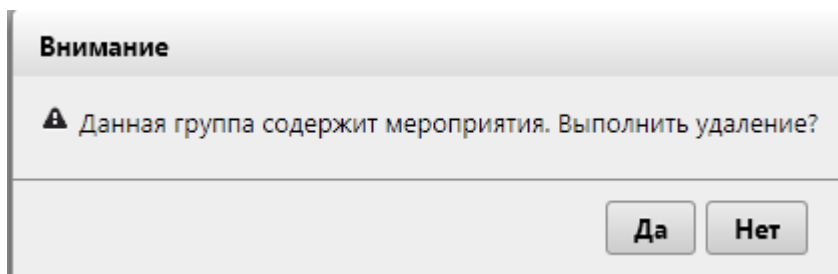 Внимание
Данная группа содержит мероприятия. Выполнить удаление?
Да Нет